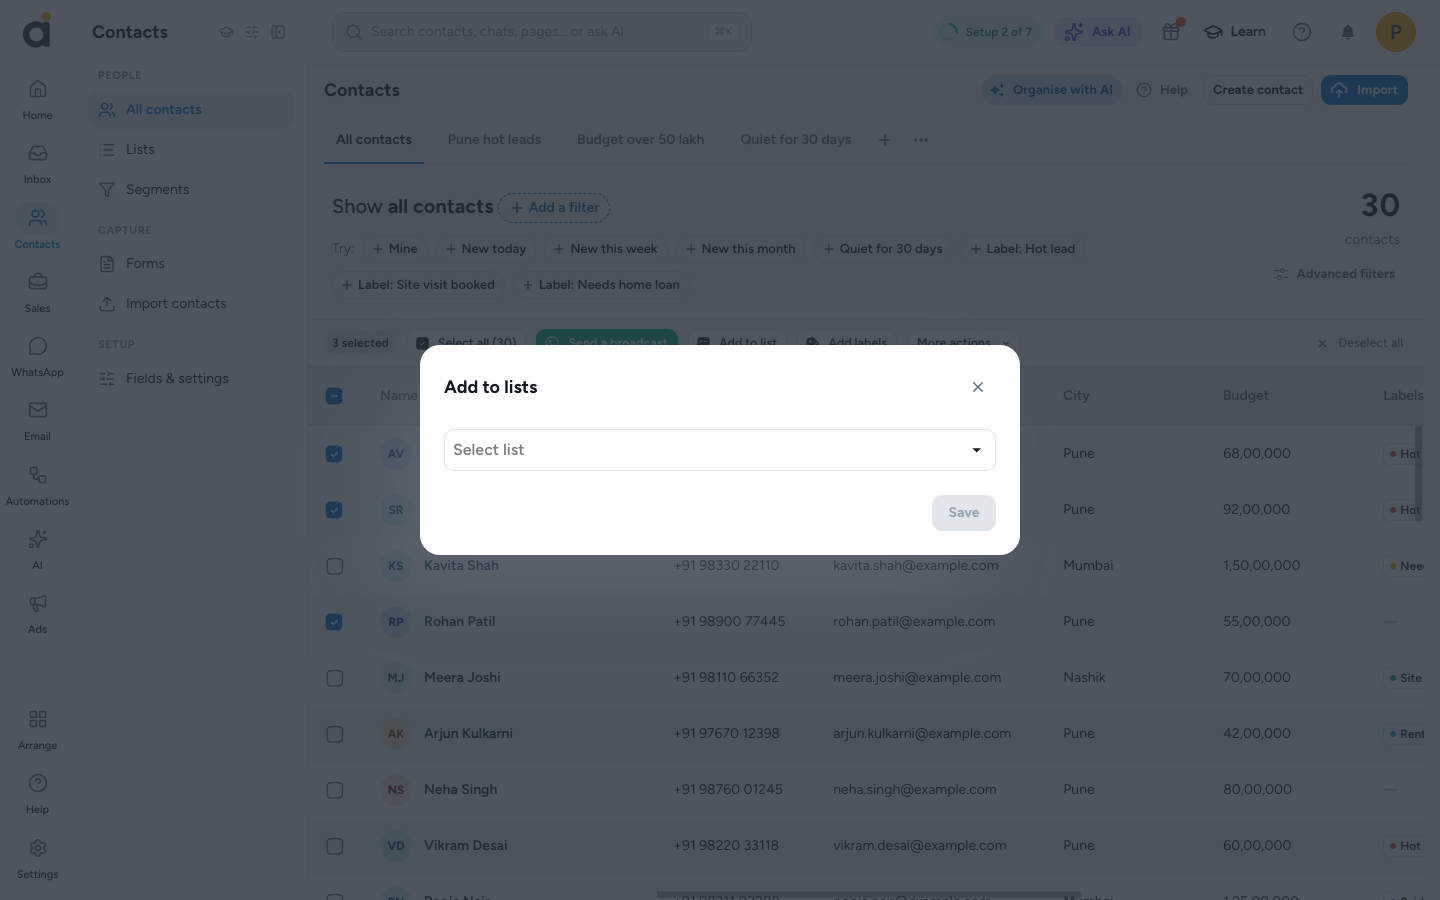 Contacts
Search contacts, chats, pages... or ask AI
⌘K
Setup 2 of 7
Ask AI
Learn
P
Home
Inbox
Contacts
Sales
WhatsApp
Email
Automations
AI
Ads
Arrange
Help
Settings
PEOPLE
All contacts
Lists
Segments
CAPTURE
Forms
Import contacts
SETUP
Fields & settings
Contacts
Organise with AI
Help
Create contact
Import
All contacts
Pune hot leads
Budget over 50 lakh
Quiet for 30 days
Show all contacts
+ Add a filter
30
contacts
Try:
+ Mine
+ New today
+ New this week
+ New this month
+ Quiet for 30 days
+ Label: Hot lead
+ Label: Site visit booked
+ Label: Needs home loan
Advanced filters
3 selected
Select all (30)
Send a broadcast
Add to list
Add labels
More actions
Deselect all
Add to lists
Select list
Save
Name City Budget Labels
AV Pune 68,00,000 Hot
SR Pune 92,00,000 Hot
KS Kavita Shah +91 98330 22110 kavita.shah@example.com Mumbai 1,50,00,000
RP Rohan Patil +91 98900 77445 rohan.patil@example.com Pune 55,00,000 —
MJ Meera Joshi +91 98110 66352 meera.joshi@example.com Nashik 70,00,000 Site
AK Arjun Kulkarni +91 97670 12398 arjun.kulkarni@example.com Pune 42,00,000 Rent
NS Neha Singh +91 98760 01245 neha.singh@example.com Pune 80,00,000 —
VD Vikram Desai +91 98220 33118 vikram.desai@example.com Pune 60,00,000 Hot